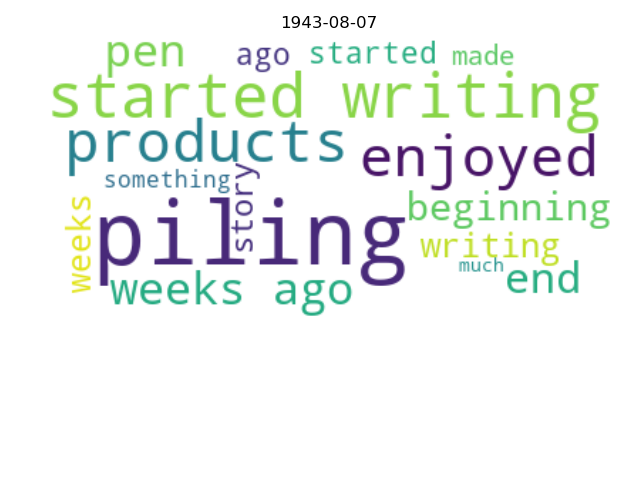 1943-08-07
pen ago started made
started writing
products enjoyed
something
story
piling
weeks
beginning
writing
much
weeks ago end